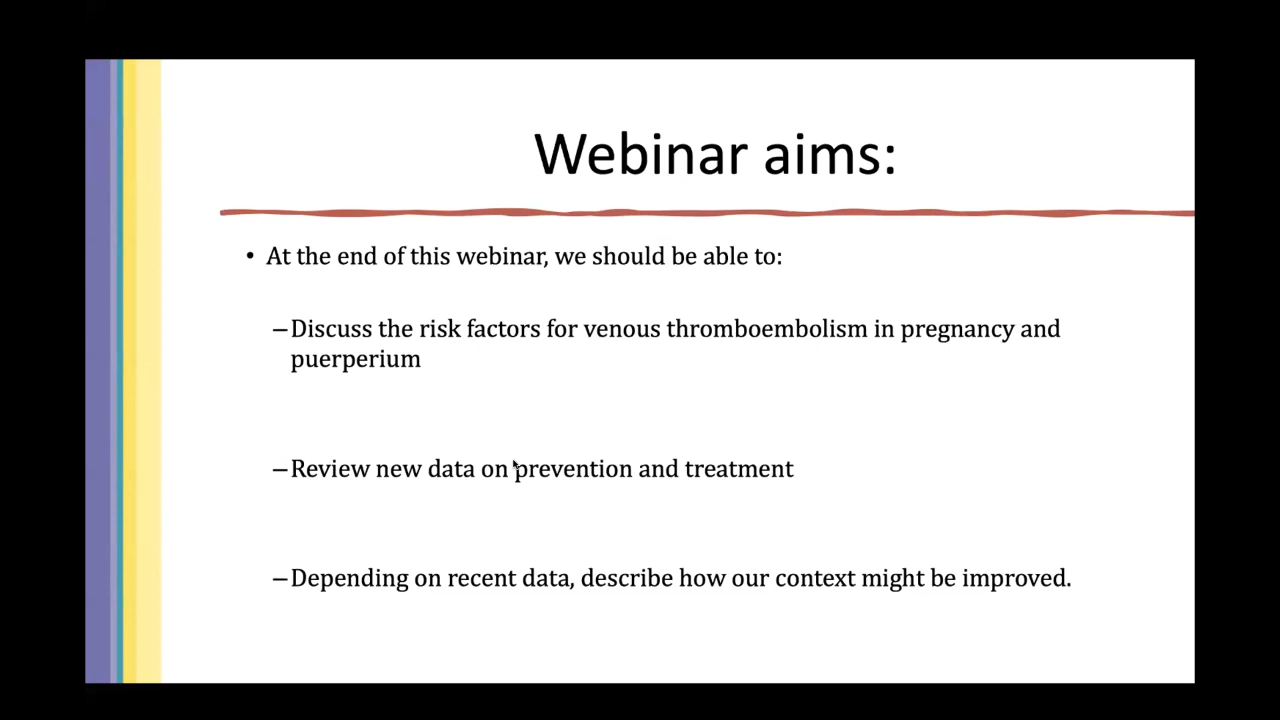 Webinar aims:
• At the end of this webinar, we should be able to:
–Discuss the risk factors for venous thromboembolism in pregnancy and
puerperium
–Review new data on prevention and treatment
–Depending on recent data, describe how our context might be improved.